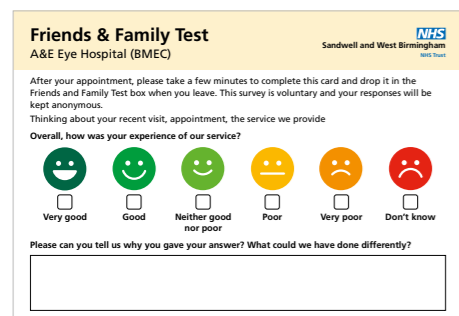 Friends & Family Test
A&E Eye Hospital (BMEC)
NHS
Sandwell and West Birmingham
NHS Trust
After your appointment, please take a few minutes to complete this card and drop it in the
Friends and Family Test box when you leave. This survey is voluntary and your responses will be
kept anonymous.
Thinking about your recent visit, appointment, the service we provide
Overall, how was your experience of our service?
Very good
Good
Neither good
nor poor
Poor
Very poor
Don't know
Please can you tell us why you gave your answer? What could we have done differently?